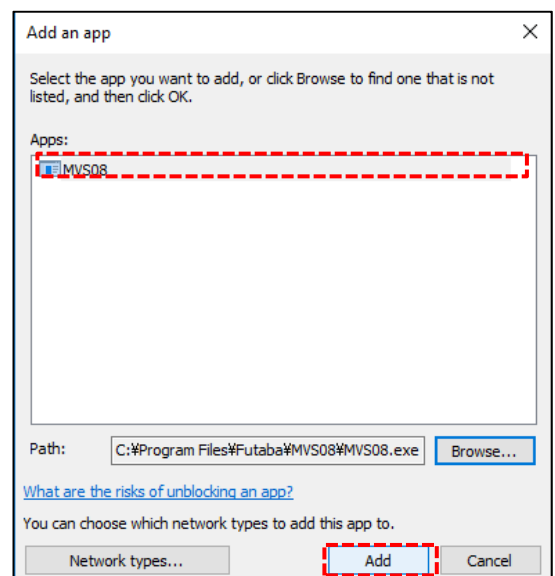 Add an app
Select the app you want to add, or click Browse to find one that is not
listed, and then click OK.
Apps:
MVS08
Path:
C:¥Program Files¥Futaba¥MVS08¥MVS08.exe
Browse...
What are the risks of unblocking an app?
You can choose which network types to add this app to.
Network types...
Add
Cancel